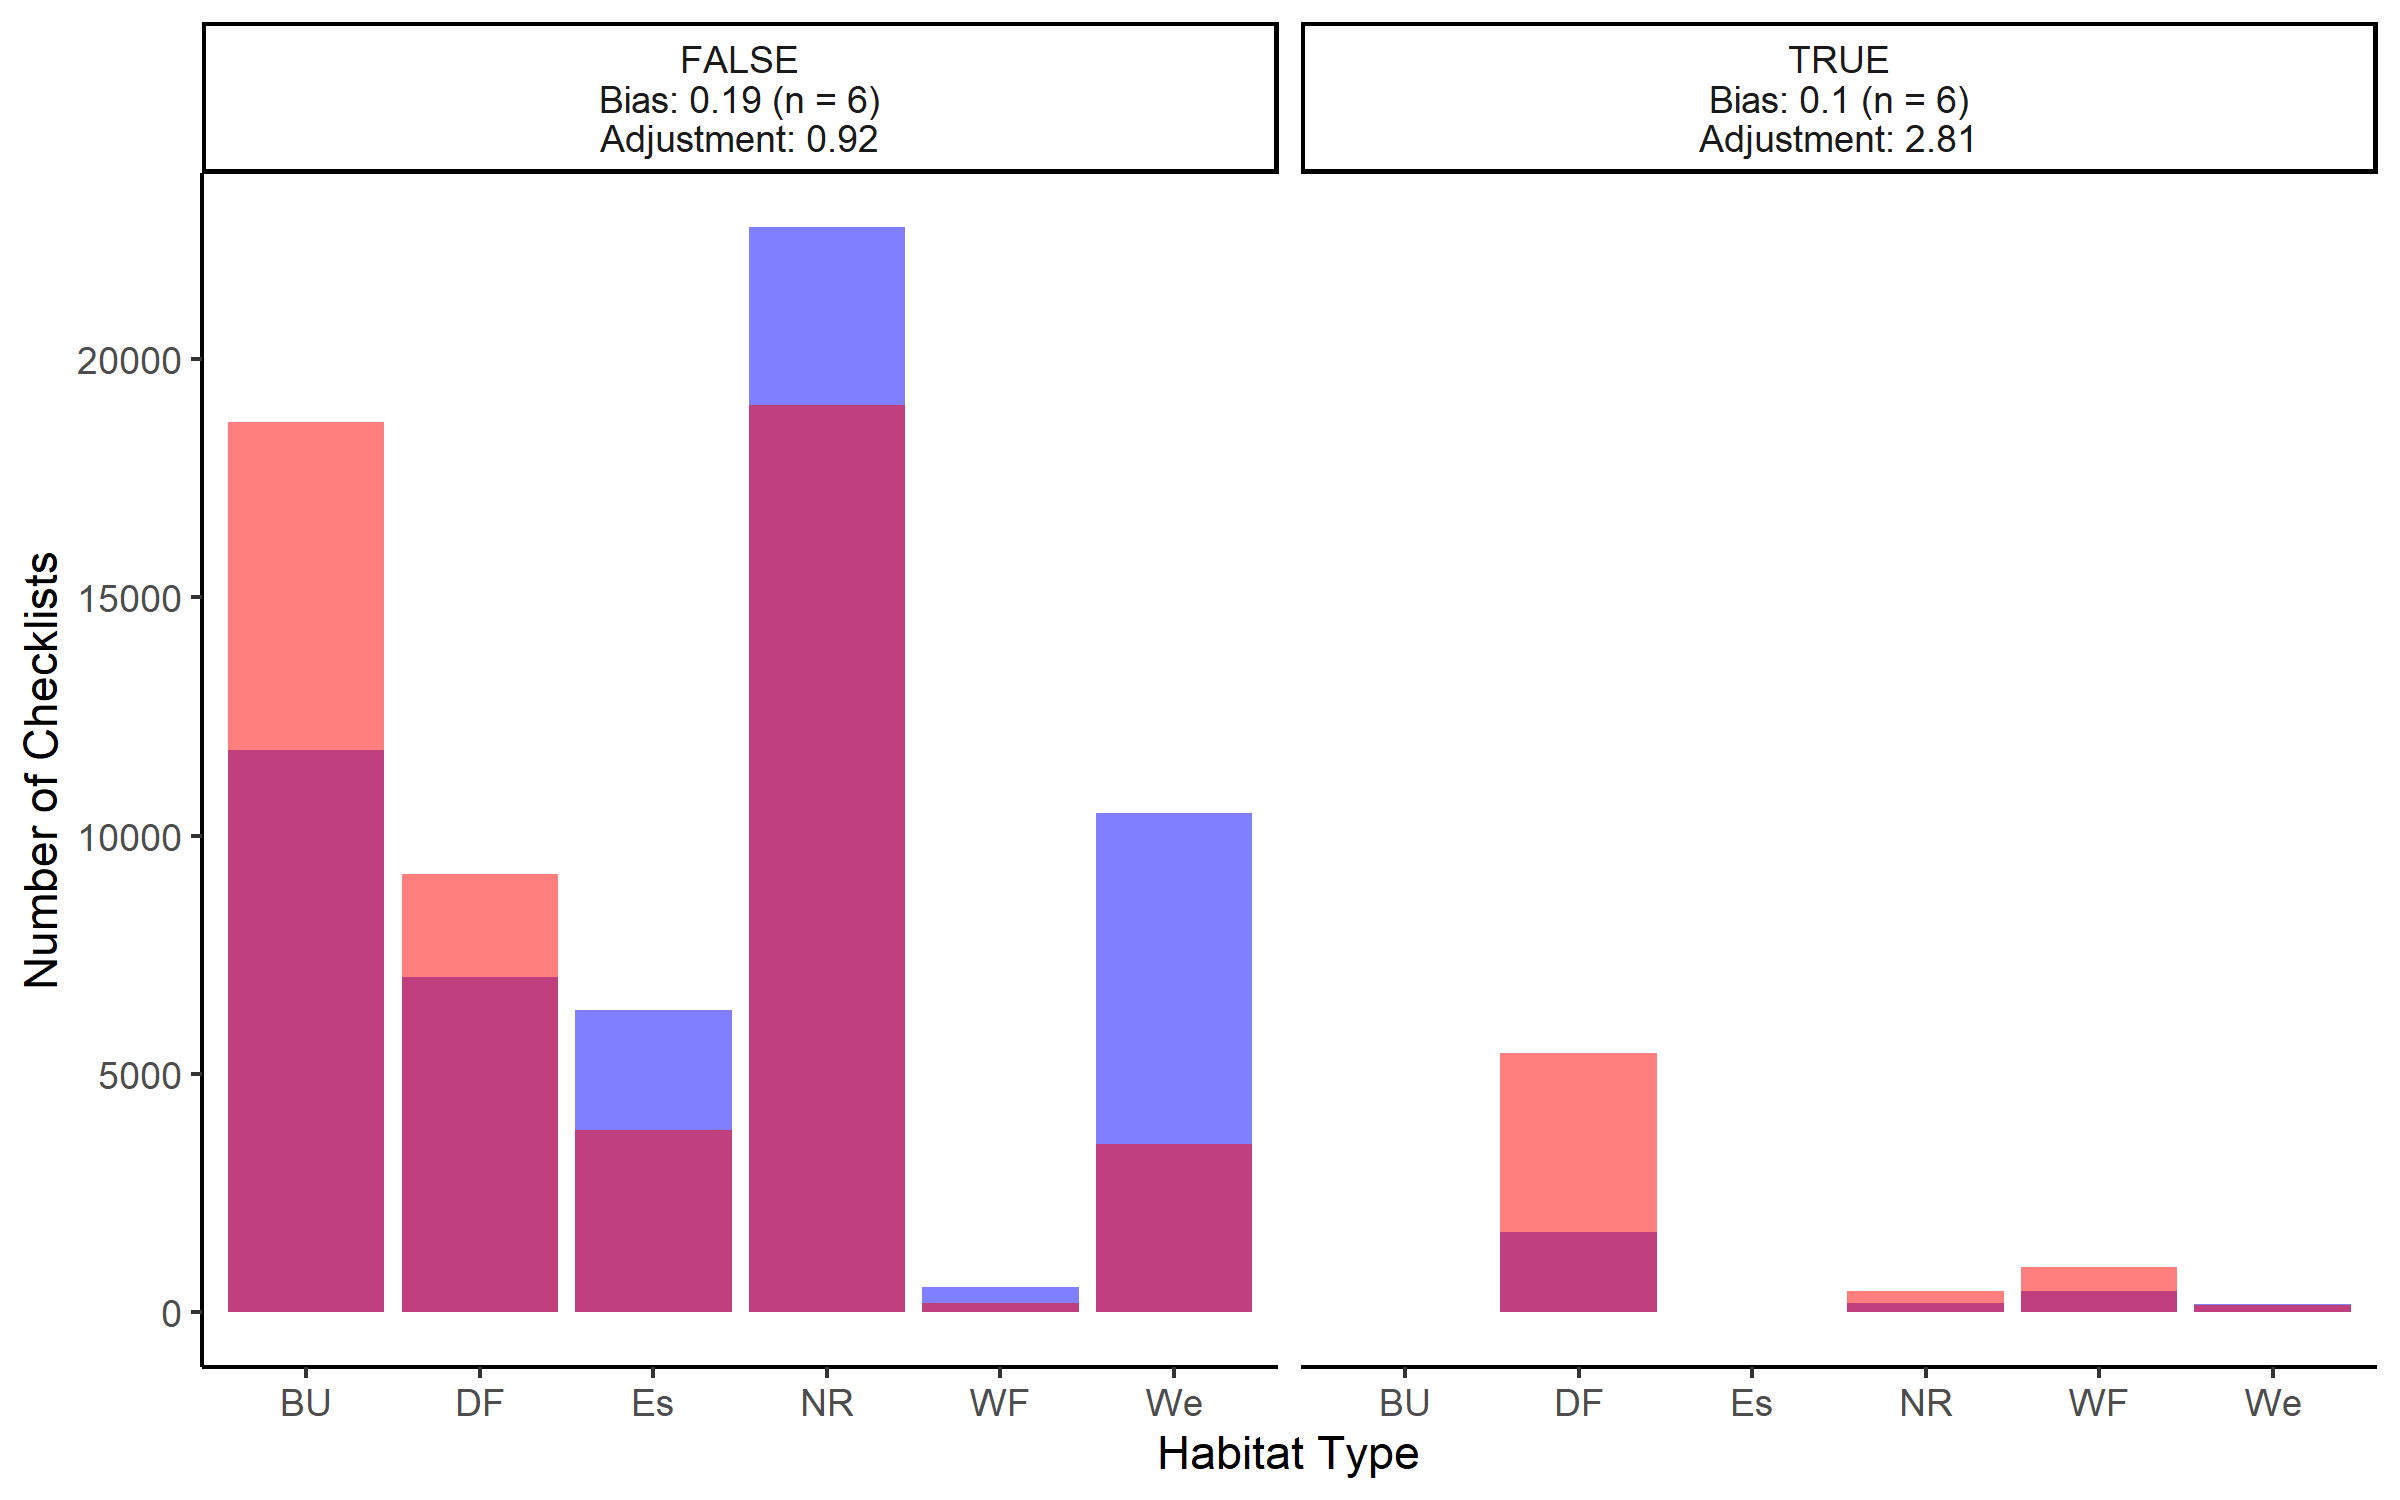 FALSE
Bias: 0.19 (n = 6)
Adjustment: 0.92
TRUE
Bias: 0.1 (n = 6)
Adjustment: 2.81
Number of Checklists
20000
15000
10000
5000
0
BU DF Es NR WF We
BU DF Es NR WF We
Habitat Type